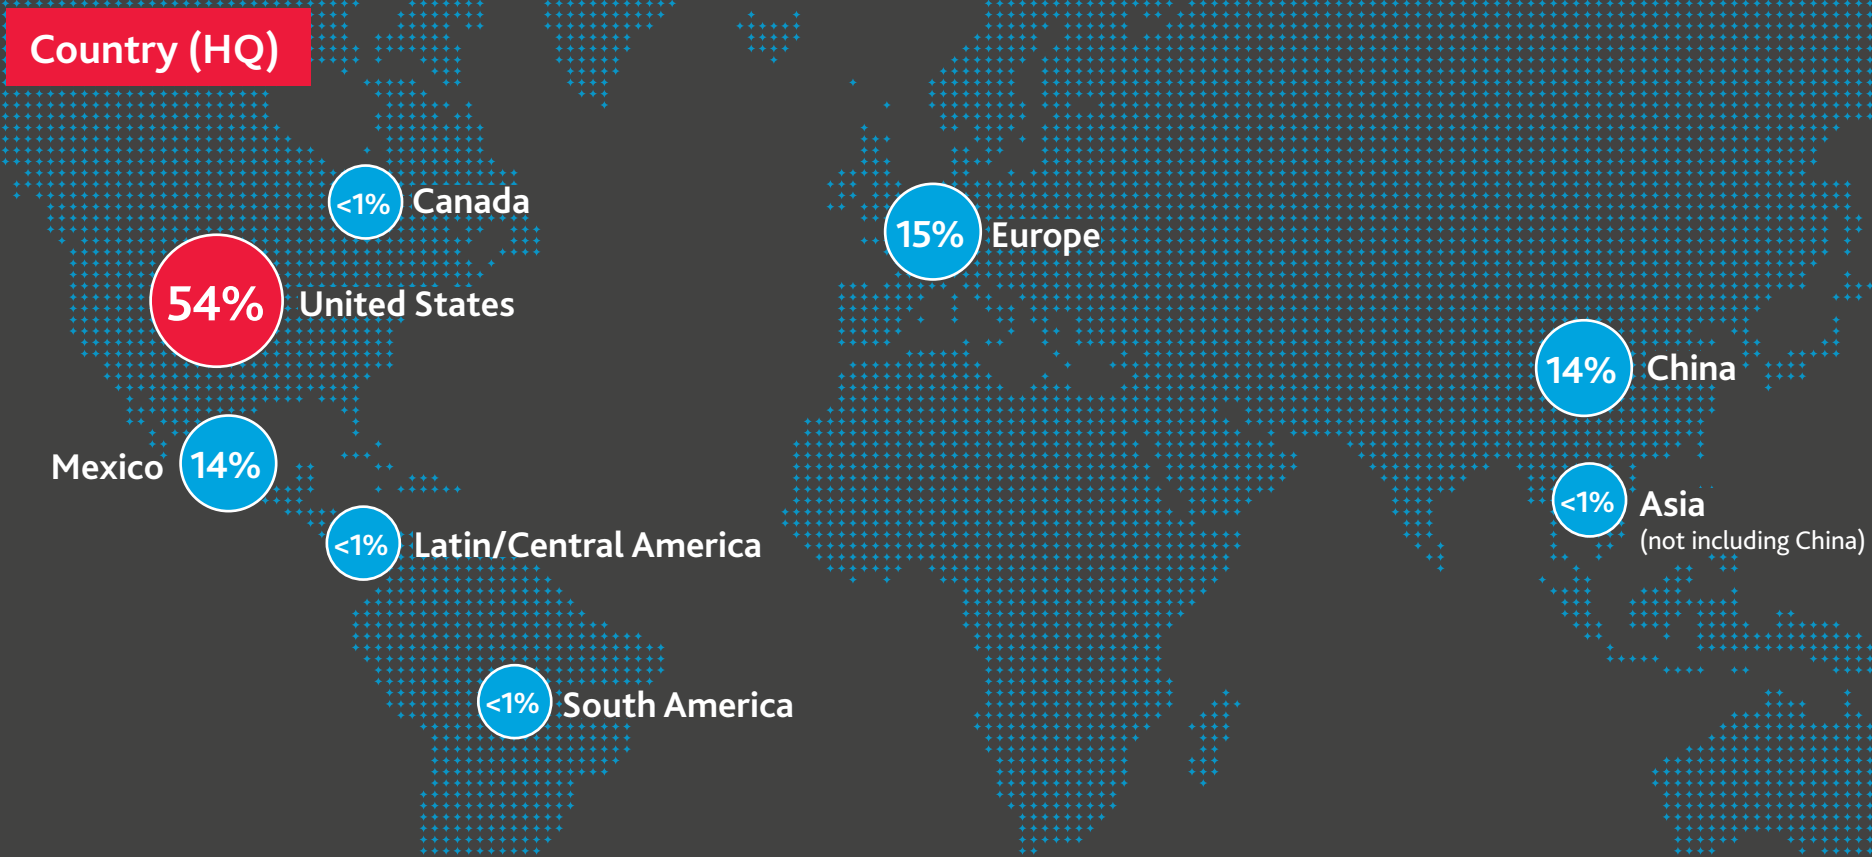 Country (HQ)
<1% Canada
15% Europe
54% United States
14% China
Mexico 14%
<1% Asia
(not including China)
<1% Latin/Central America
<1% South America